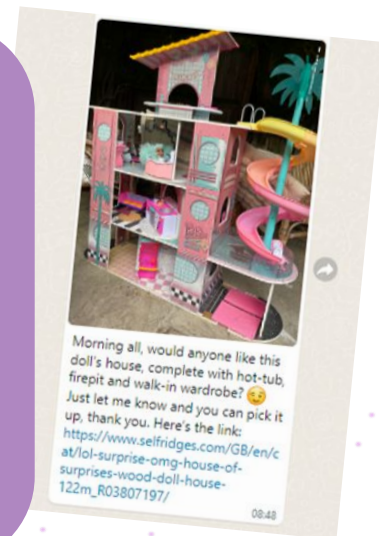 Morning all, would anyone like this
doll's house, complete with hot-tub,
firepit and walk-in wardrobe? 😉
Just let me know and you can pick it
up, thank you. Here's the link:
https://www.selfridges.com/GB/en/c
at/lol-surprise-omg-house-of-
surprises-wood-doll-house-
122m_R03807197/
08:48